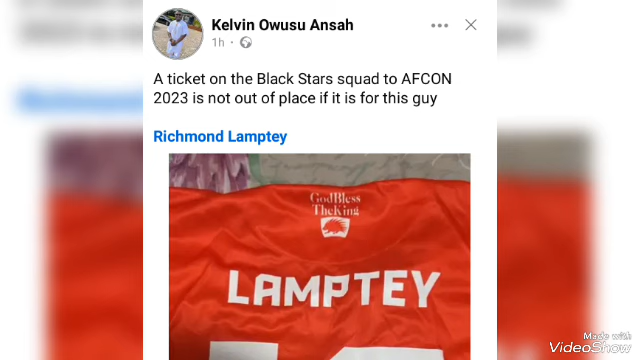 Kelvin Owusu Ansah
1h
A ticket on the Black Stars squad to AFCON
2023 is not out of place if it is for this guy
Richmond Lamptey
GodBless
TheKing
LAMPTEY
Made with
VideoShow